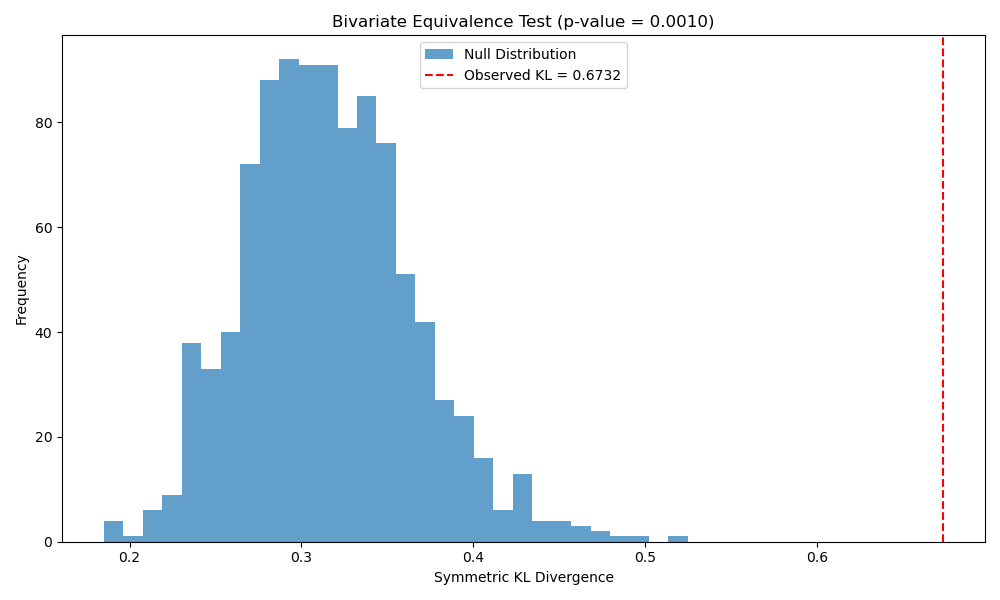 Bivariate Equivalence Test (p-value = 0.0010)
Null Distribution
Observed KL = 0.6732
Frequency
80
60
40
20
0
0.2 0.3 0.4 0.5 0.6
Symmetric KL Divergence